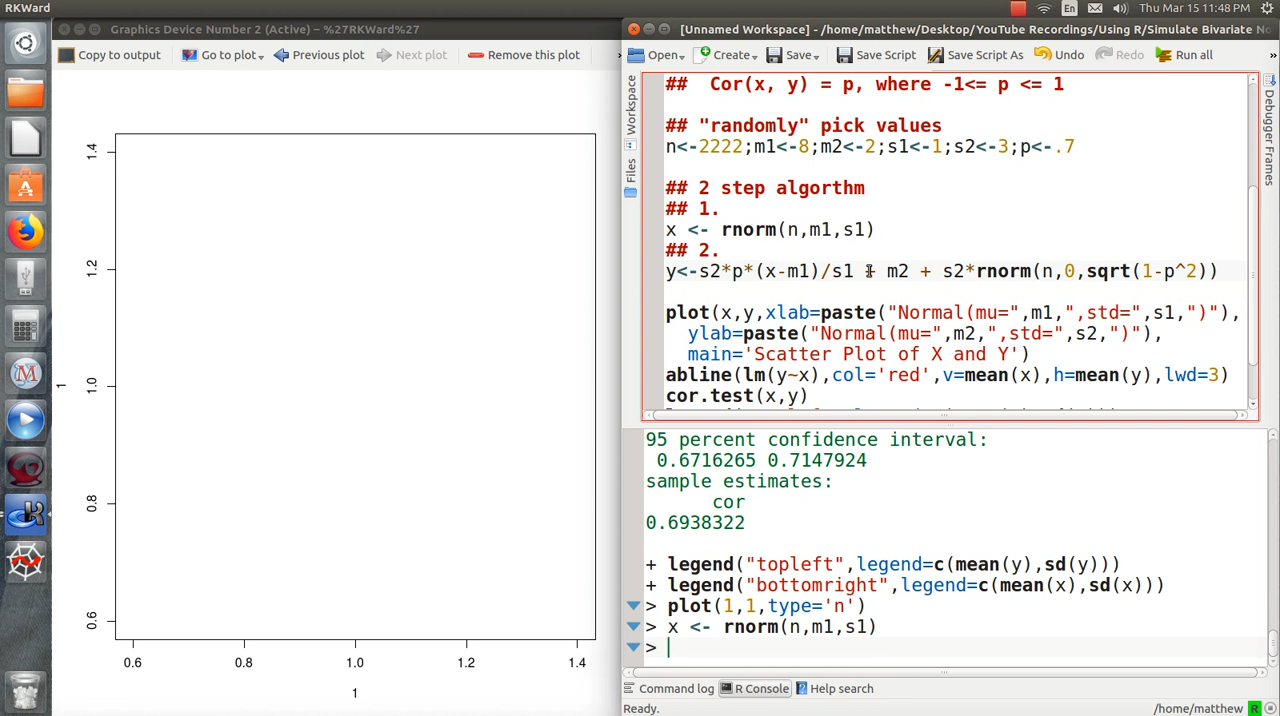 RKWard
En
Thu Mar 15 11:48 PM
Graphics Device Number 2 (Active) – %27RKWard%27
[Unnamed Workspace] - /home/matthew/Desktop/YouTube Recordings/Using R/Simulate Bivariate No
Copy to output
Go to plot
Previous plot
Next plot
Remove this plot
Open
Create
Save
Save Script
Save Script As
Undo
Redo
Run all
»
Workspace
Files
Debugger Frames
## Cor(x, y) = p, where -1<= p <= 1
## "randomly" pick values
n<-2222;m1<-8;m2<-2;s1<-1;s2<-3;p<-.7
## 2 step algorthm
## 1.
x <- rnorm(n,m1,s1)
## 2.
y<-s2*p*(x-m1)/s1 + m2 + s2*rnorm(n,0,sqrt(1-p^2))
plot(x,y,xlab=paste("Normal(mu=",m1,",std=",s1,")"),
ylab=paste("Normal(mu=",m2,",std=",s2,")"),
main='Scatter Plot of X and Y')
abline(lm(y~x),col='red',v=mean(x),h=mean(y),lwd=3)
cor.test(x,y)
95 percent confidence interval:
0.6716265 0.7147924
sample estimates:
cor
0.6938322
+ legend("topleft",legend=c(mean(y),sd(y)))
+ legend("bottomright",legend=c(mean(x),sd(x)))
> plot(1,1,type='n')
> x <- rnorm(n,m1,s1)
>
1.4
1.2
1.0
0.8
0.6
1
0.6 0.8 1.0 1.2 1.4
1
Command log
R Console
Help search
Ready.
/home/matthew
R